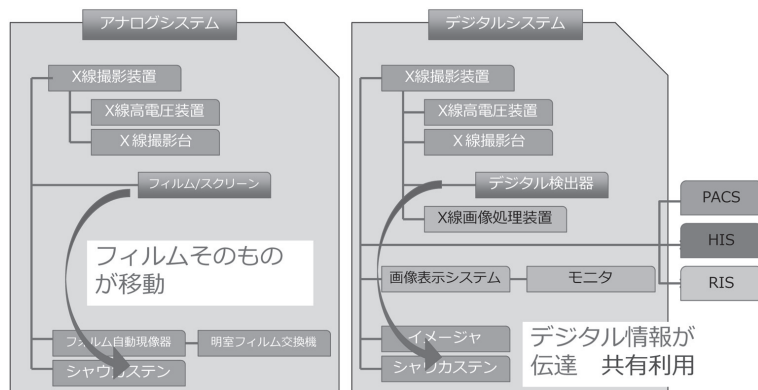 アナログシステム
X線撮影装置
X線高電圧装置
X線撮影台
フィルム/スクリーン
フィルムそのもの
が移動
フィルム自動現像器
明室フィルム交換機
シャウカステン
デジタルシステム
X線撮影装置
X線高電圧装置
X線撮影台
デジタル検出器
X線画像処理装置
画像表示システム
モニタ
イメージャ
シャウカステン
デジタル情報が
伝達 共有利用
PACS
HIS
RIS